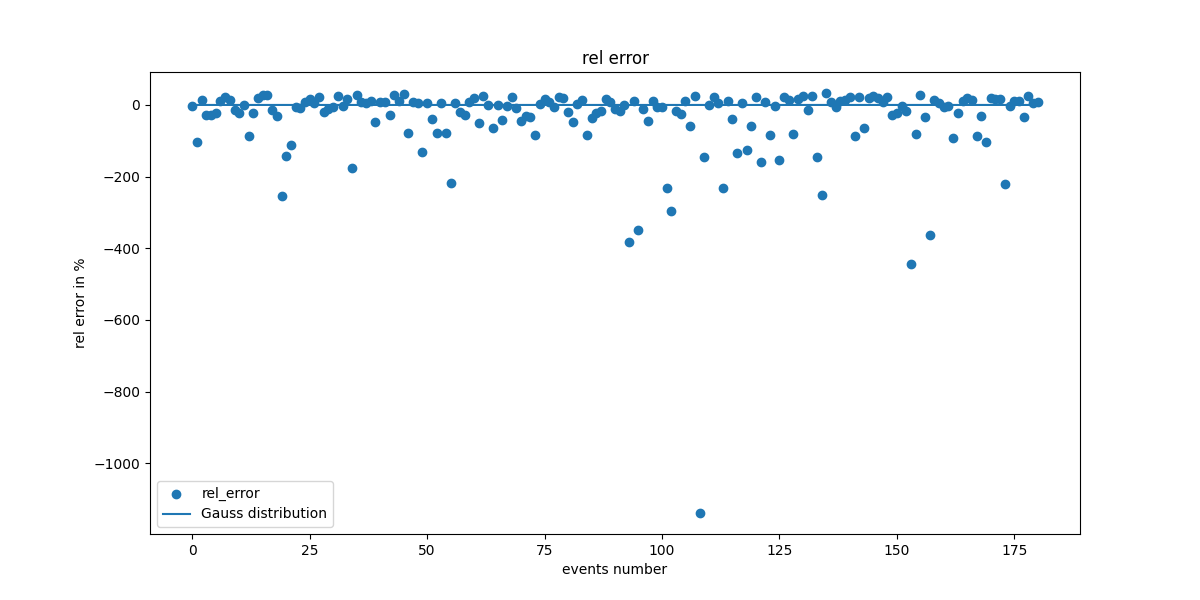 rel error
0
−200
−400
−600
−800
−1000
rel error in %
rel_error
Gauss distribution
0
25
50
75
100
125
150
175
events number